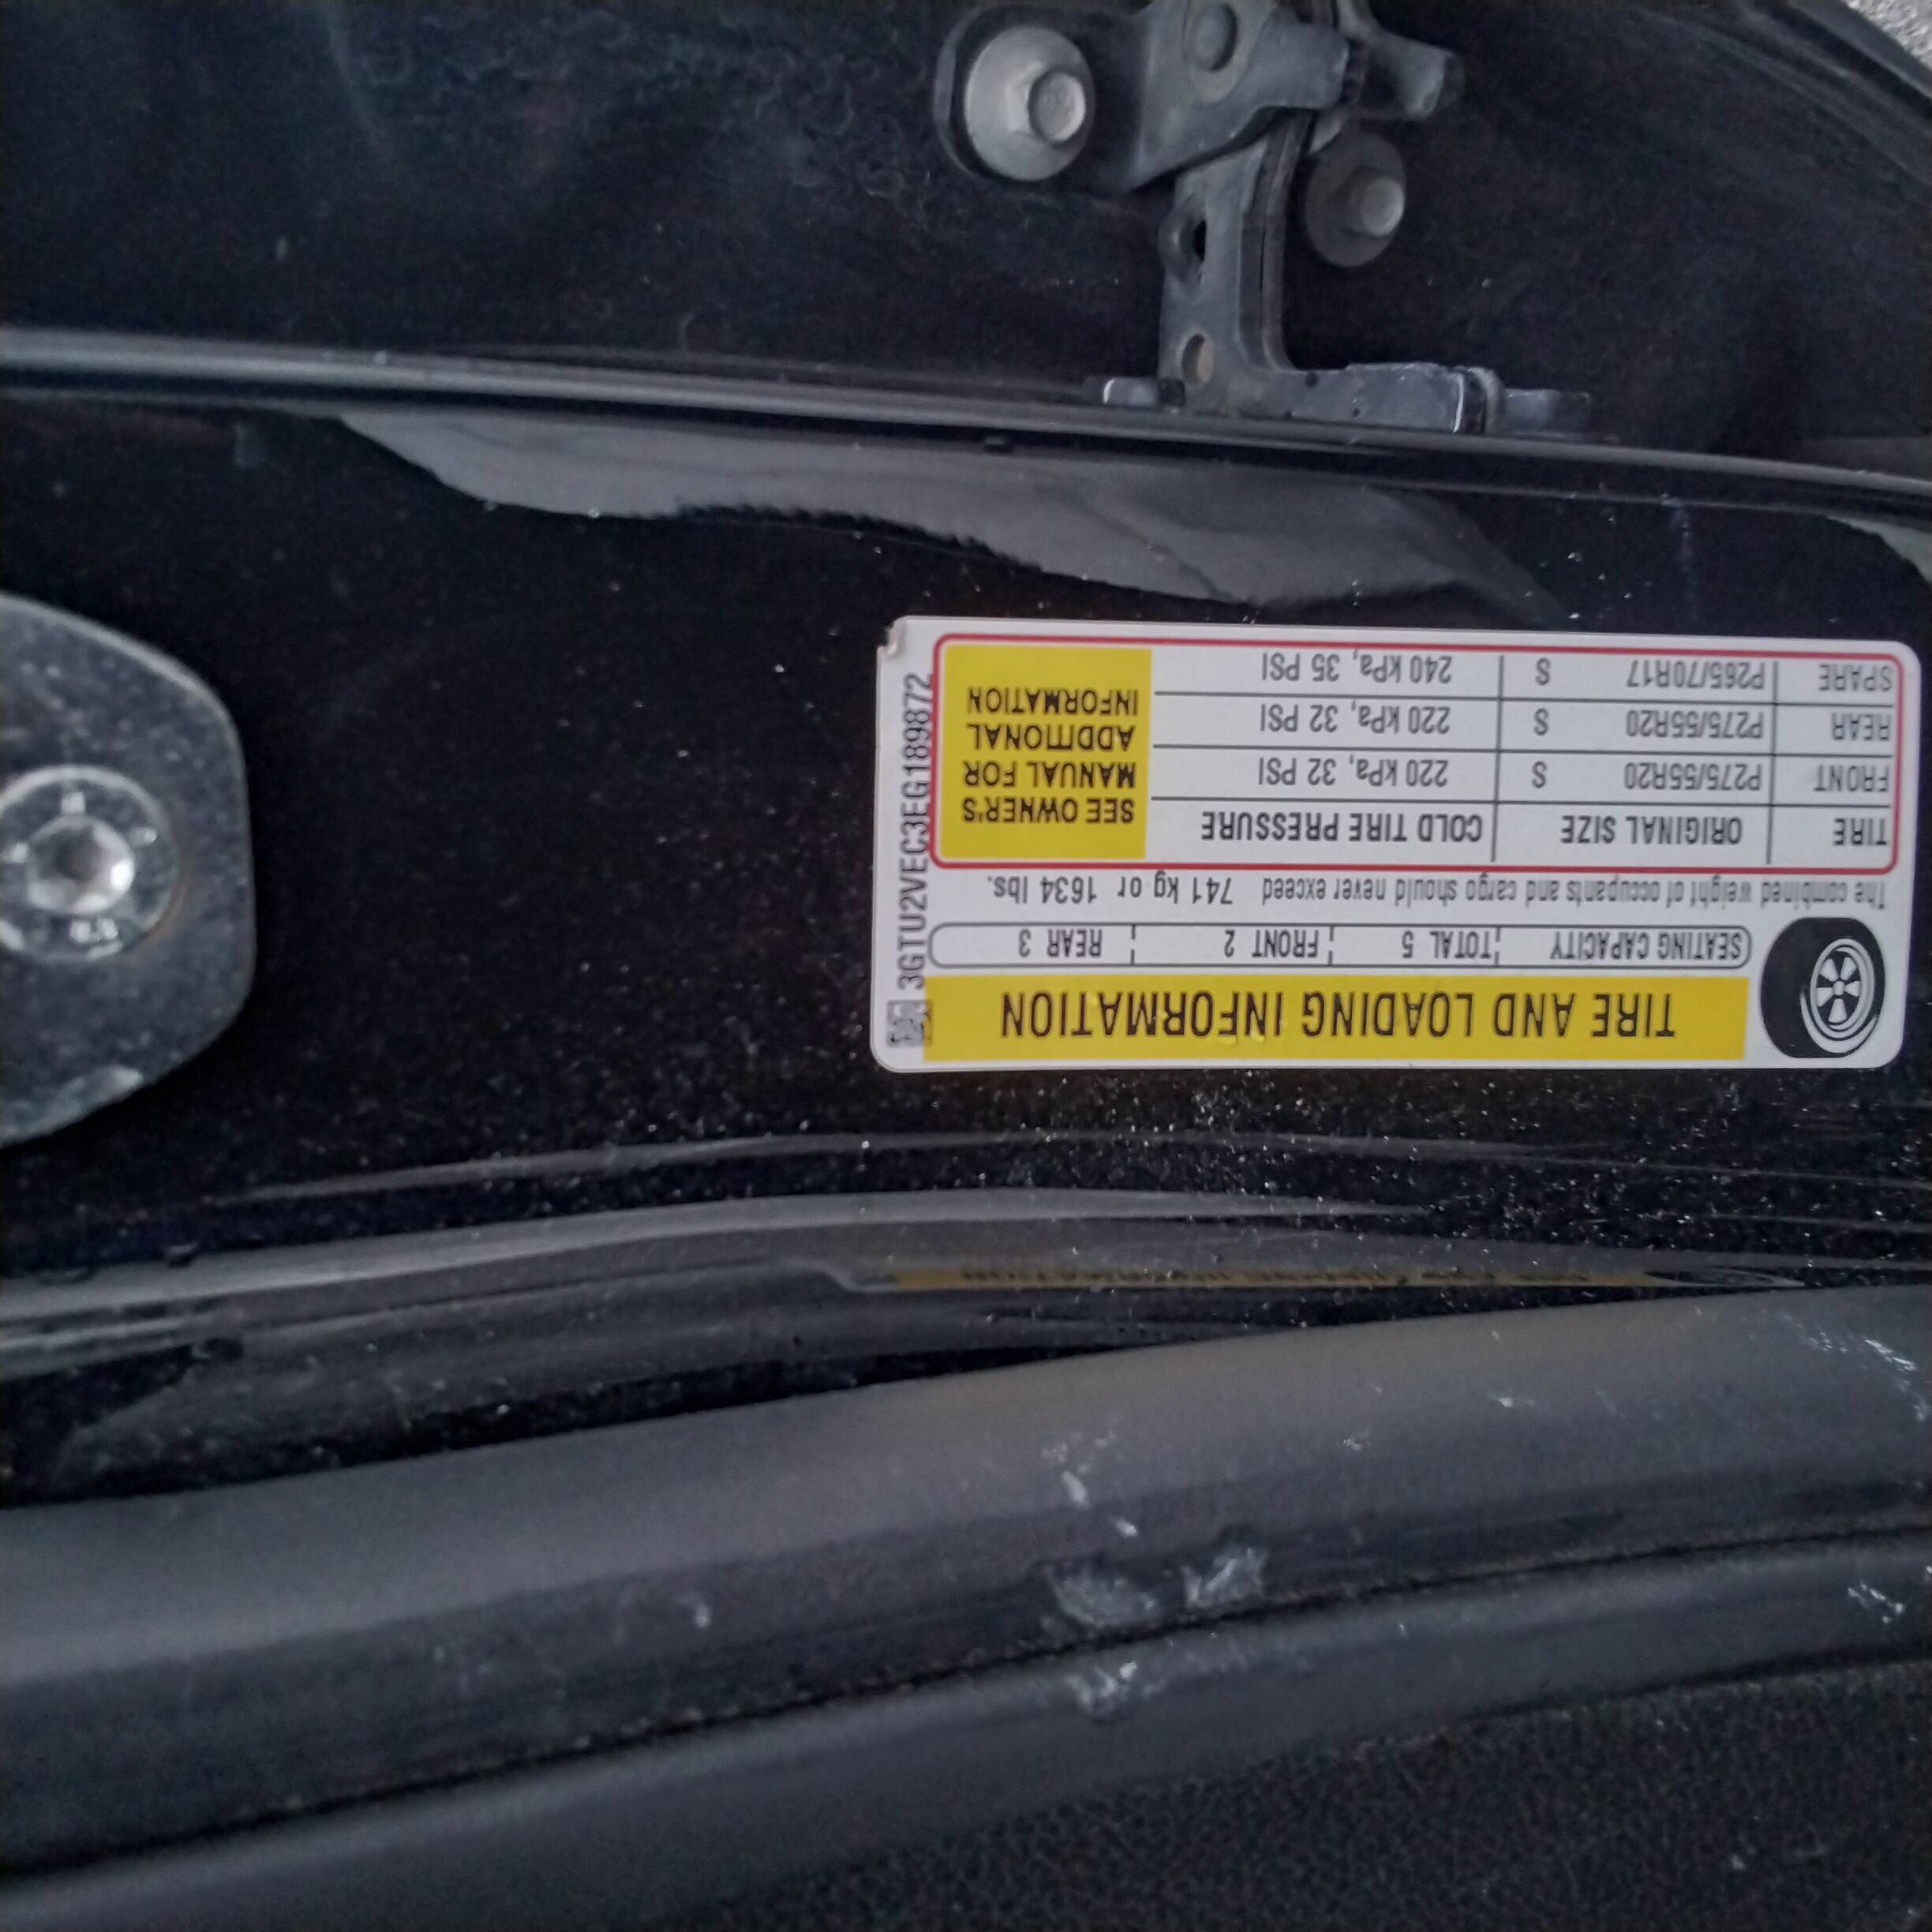 TIRE AND LOADING INFORMATION
SEATING CAPACITY TOTAL 5 FRONT 2 REAR 3
The combined weight of occupants and cargo should never exceed 741 kg or 1634 lbs.
TIRE ORIGINAL SIZE COLD TIRE PRESSURE
FRONT P275/55R20 S 220 kPa, 32 PSI
REAR P275/55R20 S 220 kPa, 32 PSI
SPARE P265/70R17 S 240 kPa, 35 PSI
SEE OWNER'S
MANUAL FOR
ADDITIONAL
INFORMATION
3GTU2VEC3EG189872